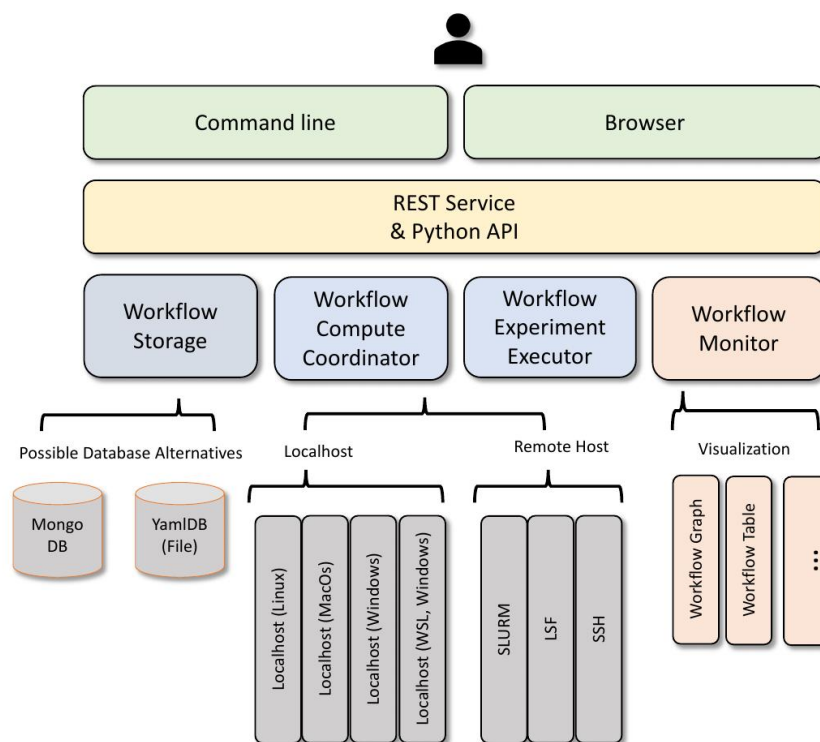 Command line
Browser
REST Service
& Python API
Workflow
Storage
Workflow
Compute
Coordinator
Workflow
Experiment
Executor
Workflow
Monitor
Possible Database Alternatives
Localhost
Remote Host
Visualization
Mongo
DB
YamlDB
(File)
Localhost (Linux)
Localhost (MacOs)
Localhost (Windows)
Localhost (WSL, Windows)
SLURM
LSF
SSH
Workflow Graph
Workflow Table
...